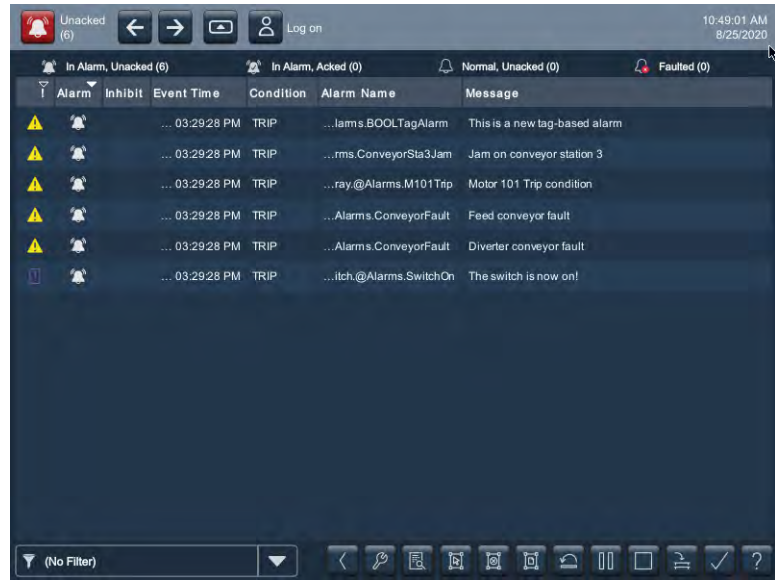 Unacked
(6)
Log on
10:49:01 AM
8/25/2020
In Alarm, Unacked (6) In Alarm, Acked (0) Normal, Unacked (0) Faulted (0)
! Alarm Inhibit Event Time Condition Alarm Name Message
... 03:29:28 PM TRIP ...larms.BOOLTagAlarm This is a new tag-based alarm
... 03:29:28 PM TRIP ...rms.ConveyorSta3Jam Jam on conveyor station 3
... 03:29:28 PM TRIP ...ray.@Alarms.M101Trip Motor 101 Trip condition
... 03:29:28 PM TRIP ...Alarms.ConveyorFault Feed conveyor fault
... 03:29:28 PM TRIP ...Alarms.ConveyorFault Diverter conveyor fault
... 03:29:28 PM TRIP ...itch.@Alarms.SwitchOn The switch is now on!
(No Filter)
?